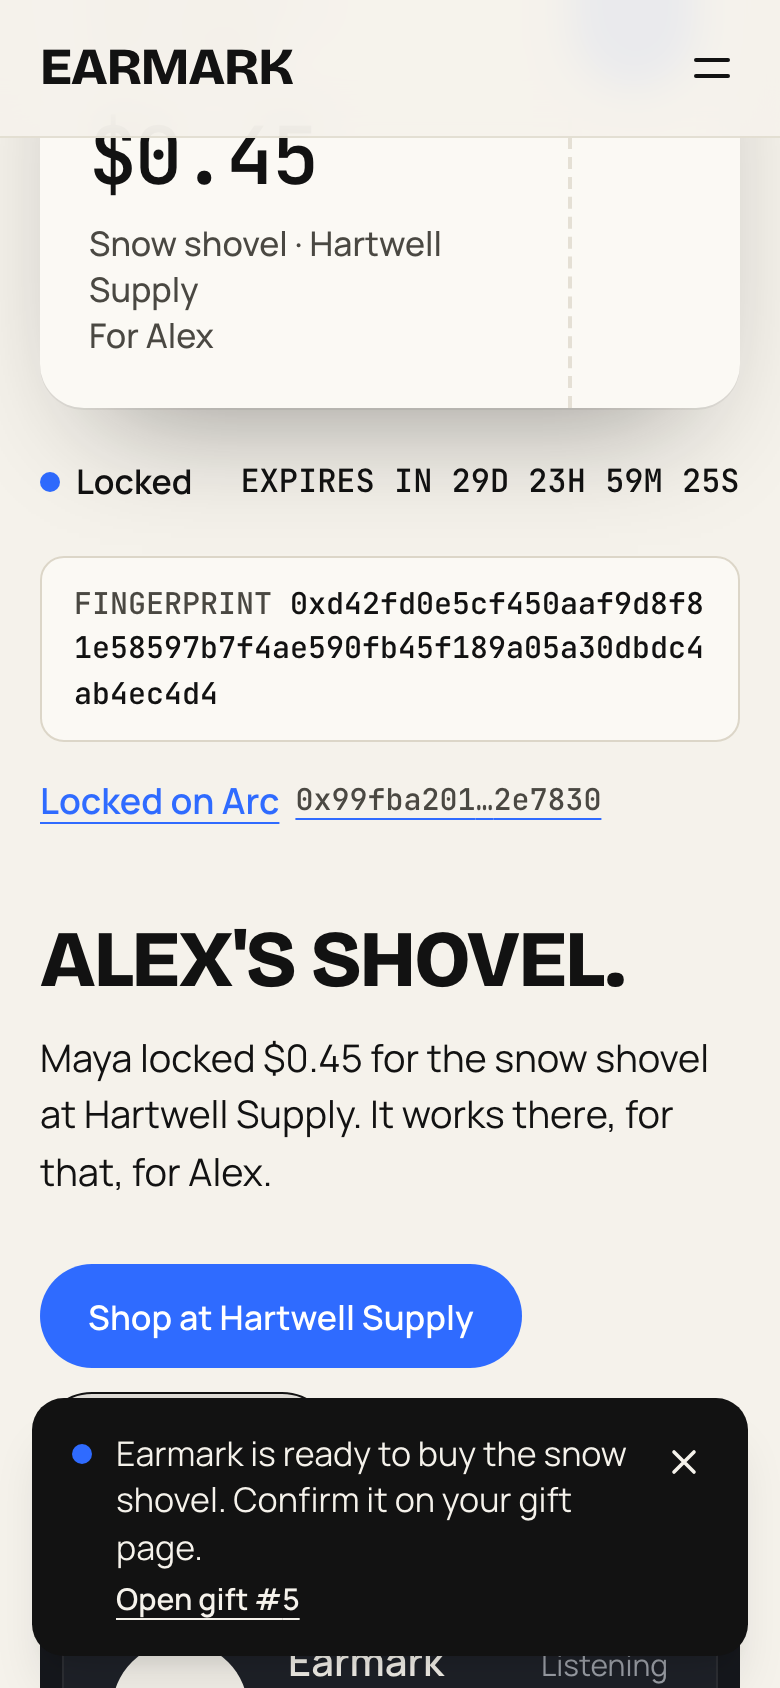 EARMARK
$0.45
Snow shovel · Hartwell
Supply
For Alex
Locked EXPIRES IN 29D 23H 59M 25S
FINGERPRINT 0xd42fd0e5cf450aaf9d8f8
1e58597b7f4ae590fb45f189a05a30dbdc4
ab4ec4d4
Locked on Arc 0x99fba201…2e7830
ALEX'S SHOVEL.
Maya locked $0.45 for the snow shovel
at Hartwell Supply. It works there, for
that, for Alex.
Shop at Hartwell Supply
Earmark is ready to buy the snow
shovel. Confirm it on your gift
page.
Open gift #5
Earmark Listening